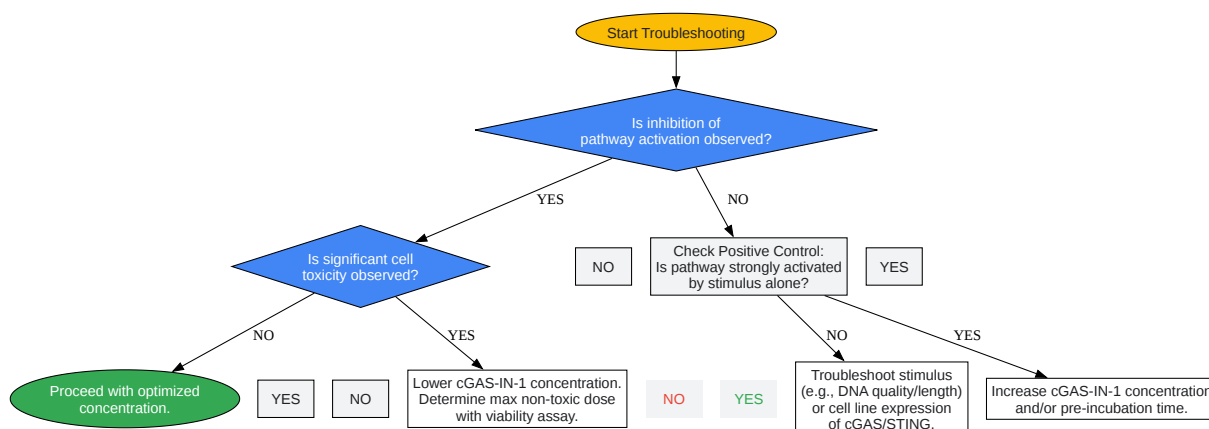 Start Troubleshooting
Is inhibition of
pathway activation observed?
YES
NO
Is significant cell
toxicity observed?
NO
Check Positive Control:
Is pathway strongly activated
by stimulus alone?
YES
NO
YES
NO
YES
Proceed with optimized
concentration.
YES
NO
Lower cGAS-IN-1 concentration.
Determine max non-toxic dose
with viability assay.
NO
YES
Troubleshoot stimulus
(e.g., DNA quality/length)
or cell line expression
of cGAS/STING.
Increase cGAS-IN-1 concentration
and/or pre-incubation time.